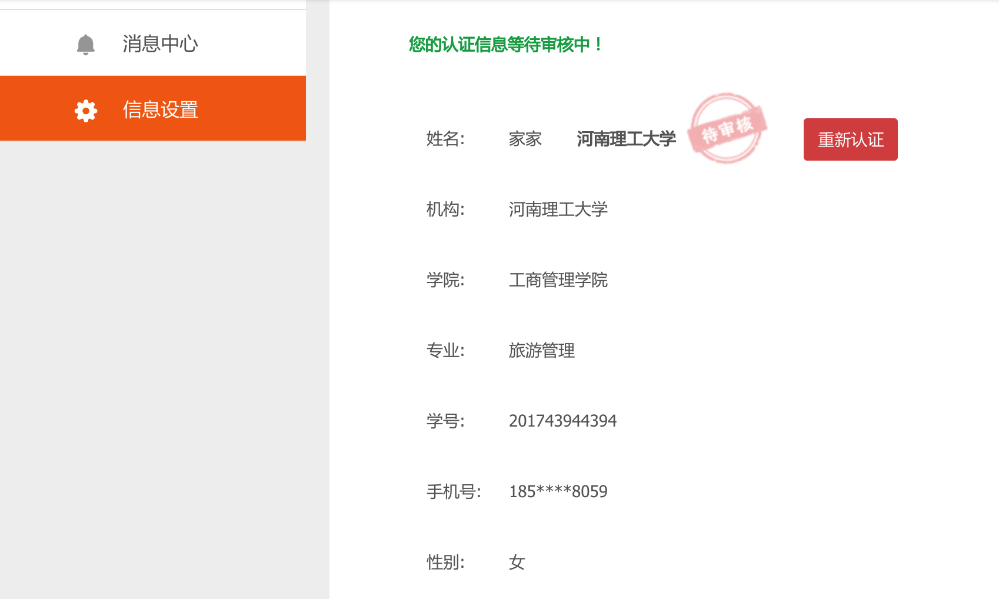 消息中心
信息设置
您的认证信息等待审核中！
姓名: 家家 河南理工大学 待审核 重新认证
机构: 河南理工大学
学院: 工商管理学院
专业: 旅游管理
学号: 201743944394
手机号: 185****8059
性别: 女